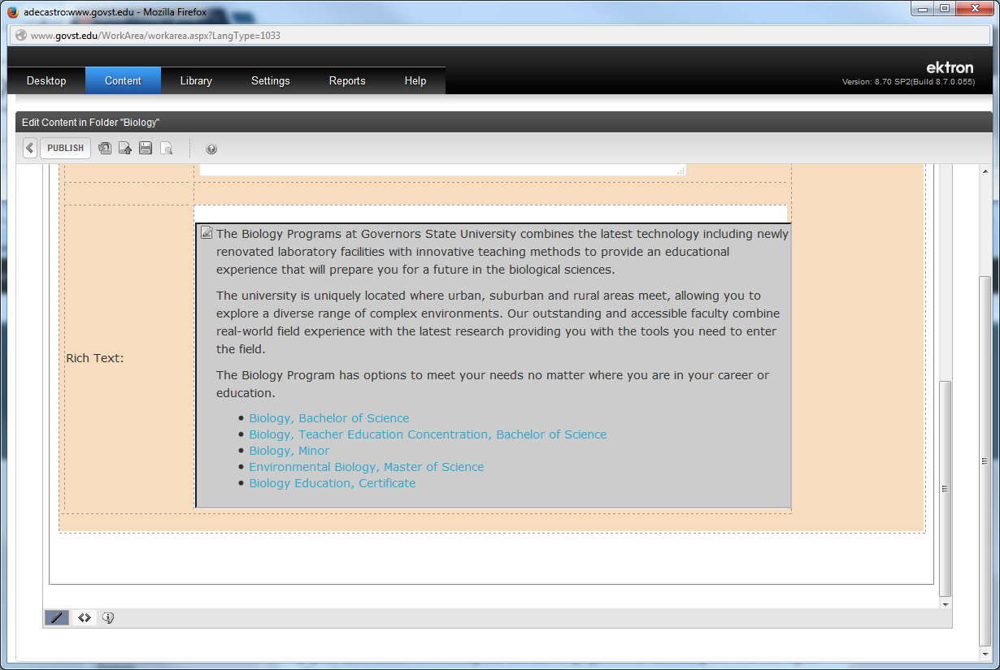 adecastro:www.govst.edu - Mozilla Firefox
www.govst.edu/WorkArea/workarea.aspx?LangType=1033
ektron
Desktop Content Library Settings Reports Help
Version: 8.70 SP2(Build 8.7.0.055)
Edit Content in Folder "Biology"
PUBLISH
The Biology Programs at Governors State University combines the latest technology including newly
renovated laboratory facilities with innovative teaching methods to provide an educational
experience that will prepare you for a future in the biological sciences.
The university is uniquely located where urban, suburban and rural areas meet, allowing you to
explore a diverse range of complex environments. Our outstanding and accessible faculty combine
real-world field experience with the latest research providing you with the tools you need to enter
the field.
Rich Text:
The Biology Program has options to meet your needs no matter where you are in your career or
education.
• Biology, Bachelor of Science
• Biology, Teacher Education Concentration, Bachelor of Science
• Biology, Minor
• Environmental Biology, Master of Science
• Biology Education, Certificate